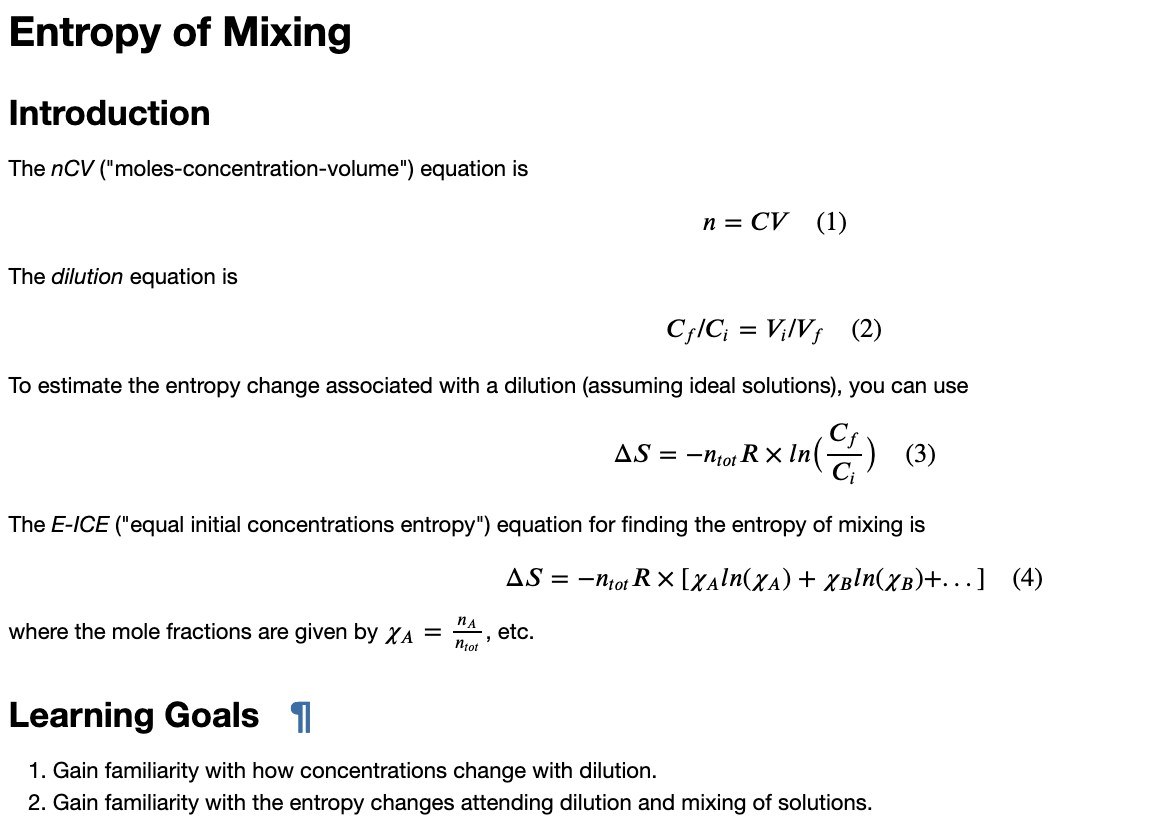 Entropy of Mixing
Introduction
The nCV ("moles-concentration-volume") equation is
n = CV (1)
The dilution equation is
C_f/C_i = V_i/V_f (2)
To estimate the entropy change associated with a dilution (assuming ideal solutions), you can use
ΔS = −n_tot R × ln(C_f/C_i) (3)
The E-ICE ("equal initial concentrations entropy") equation for finding the entropy of mixing is
ΔS = −n_tot R × [χ_A ln(χ_A) + χ_B ln(χ_B)+...] (4)
where the mole fractions are given by χ_A = n_A/n_tot, etc.
Learning Goals ¶
1. Gain familiarity with how concentrations change with dilution.
2. Gain familiarity with the entropy changes attending dilution and mixing of solutions.